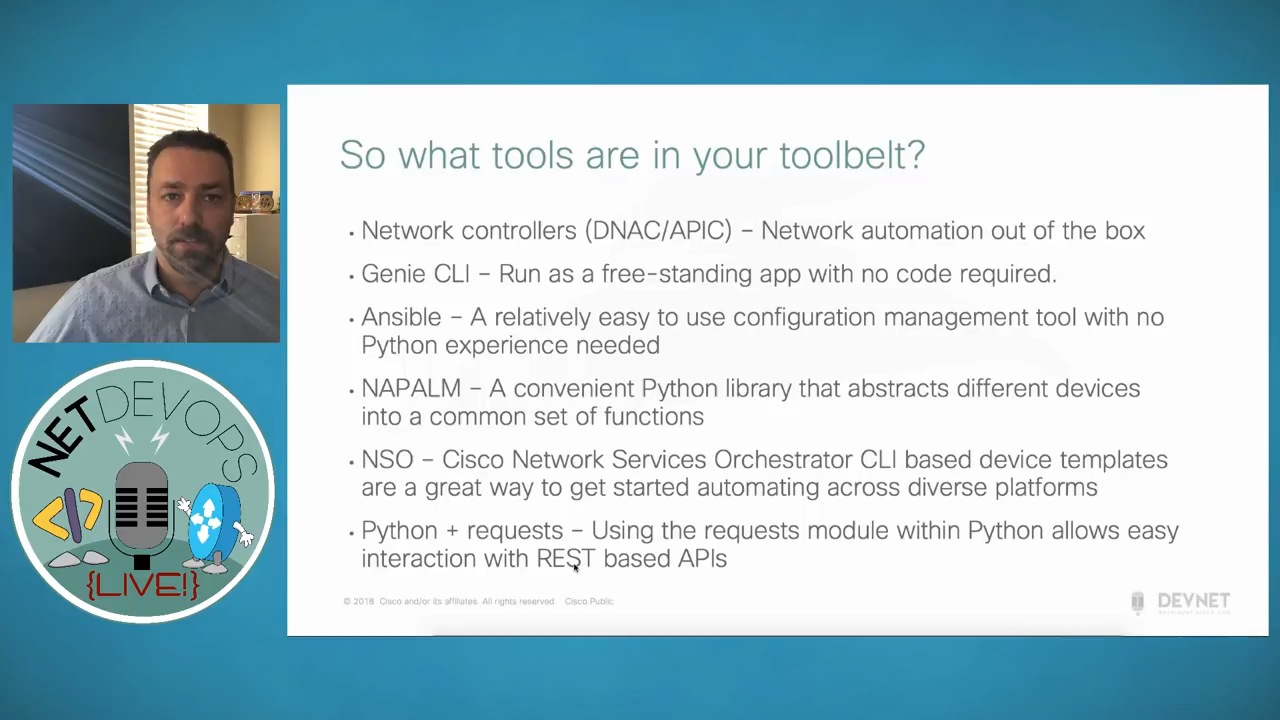 So what tools are in your toolbelt?
• Network controllers (DNAC/APIC) – Network automation out of the box
• Genie CLI – Run as a free-standing app with no code required.
• Ansible – A relatively easy to use configuration management tool with no
Python experience needed
• NAPALM – A convenient Python library that abstracts different devices
into a common set of functions
• NSO – Cisco Network Services Orchestrator CLI based device templates
are a great way to get started automating across diverse platforms
• Python + requests – Using the requests module within Python allows easy
interaction with REST based APIs
© 2018 Cisco and/or its affiliates. All rights reserved. Cisco Public
DEVNET
NETDEVOPS
</>
{LIVE!}